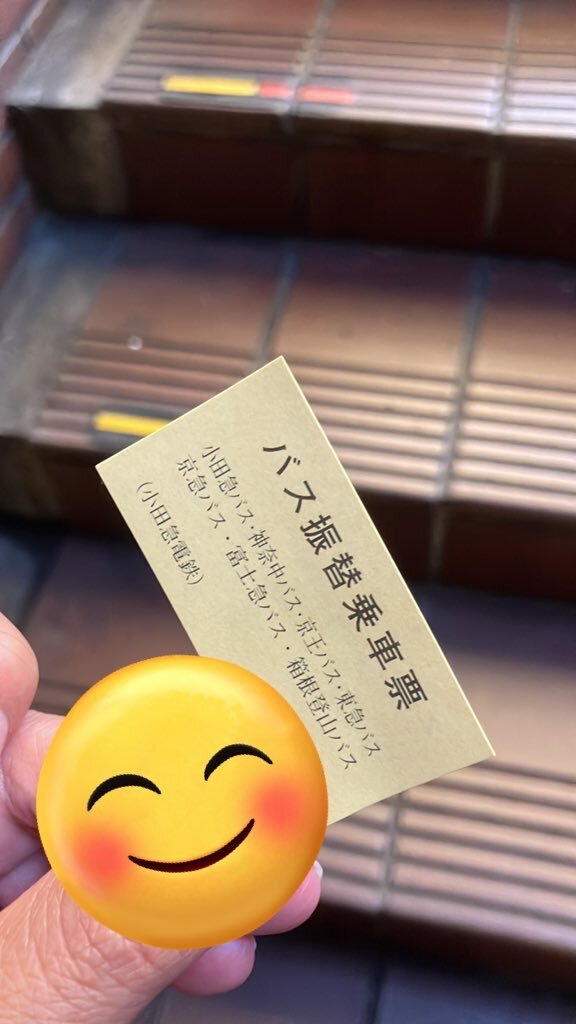 バス振替乗車票
小田急バス・神奈中バス・京王バス・東急バス
京急バス・富士急バス・箱根登山バス
（小田急電鉄）